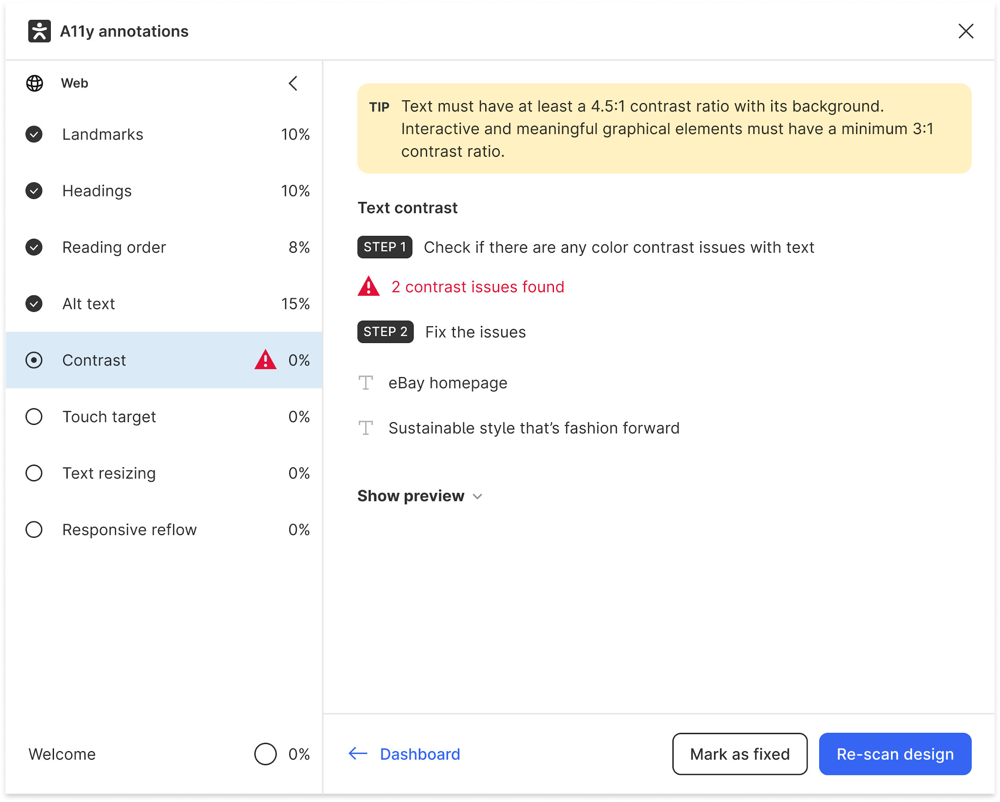 A11y annotations
Web
Landmarks 10%
Headings 10%
Reading order 8%
Alt text 15%
Contrast 0%
Touch target 0%
Text resizing 0%
Responsive reflow 0%
Welcome 0%
TIP Text must have at least a 4.5:1 contrast ratio with its background.
Interactive and meaningful graphical elements must have a minimum 3:1
contrast ratio.
Text contrast
STEP 1 Check if there are any color contrast issues with text
2 contrast issues found
STEP 2 Fix the issues
eBay homepage
Sustainable style that’s fashion forward
Show preview
Dashboard
Mark as fixed
Re-scan design